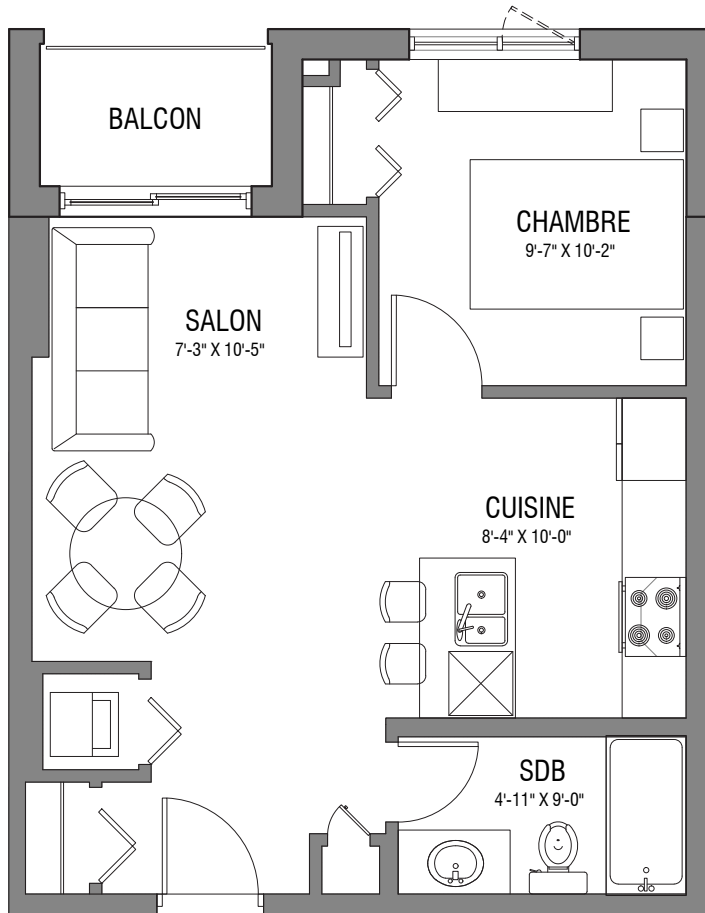 BALCON
CHAMBRE
9'-7" X 10'-2"
SALON
7'-3" X 10'-5"
CUISINE
8'-4" X 10'-0"
SDB
4'-11" X 9'-0"